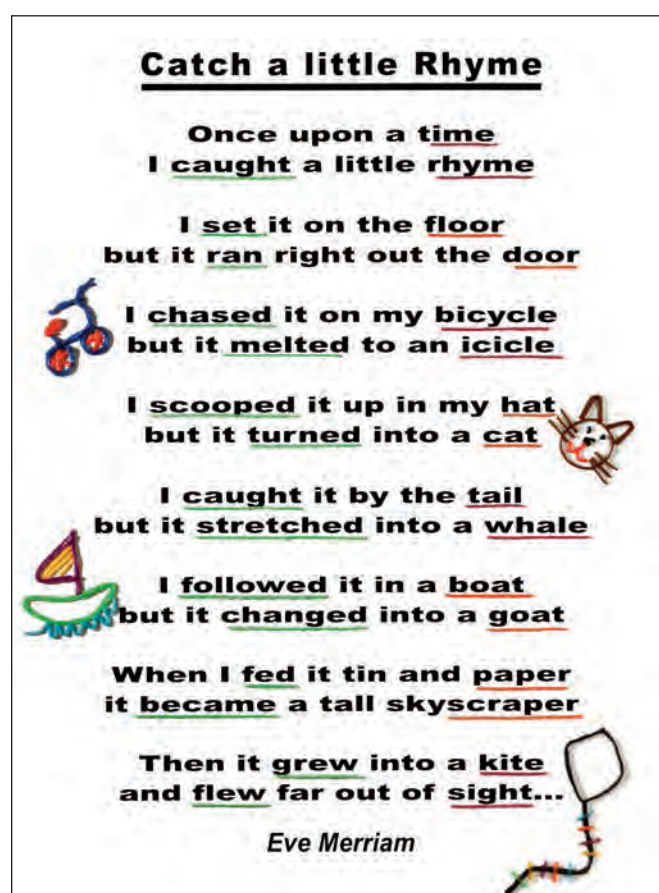 Catch a little Rhyme
Once upon a time
I caught a little rhyme
I set it on the floor
but it ran right out the door
I chased it on my bicycle
but it melted to an icicle
I scooped it up in my hat
but it turned into a cat
I caught it by the tail
but it stretched into a whale
I followed it in a boat
but it changed into a goat
When I fed it tin and paper
it became a tall skyscraper
Then it grew into a kite
and flew far out of sight...
Eve Merriam